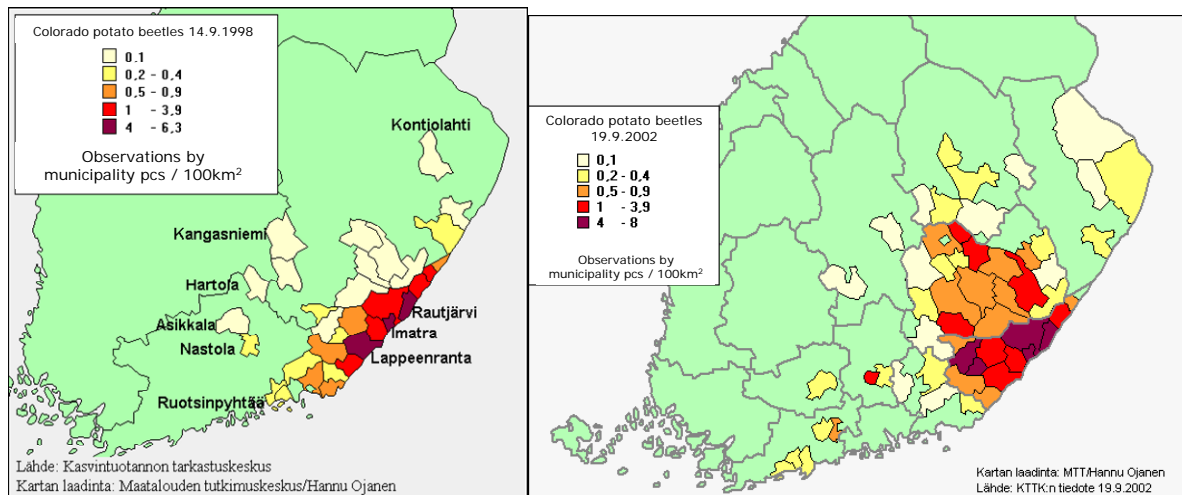 Colorado potato beetles 14.9.1998
0,1
0,2 - 0,4
0,5 - 0,9
1 - 3,9
4 - 6,3
Observations by
municipality pcs / 100km²
Kontiolahti
Kangasniemi
Hartola
Asikkala
Nastola
Rautjärvi
Imatra
Lappeenranta
Ruotsinpyhtää
Lähde: Kasvintuotannon tarkastuskeskus
Kartan laadinta: Maatalouden tutkimuskeskus/Hannu Ojanen
Colorado potato beetles
19.9.2002
0,1
0,2 - 0,4
0,5 - 0,9
1 - 3,9
4 - 8
Observations by
municipality pcs / 100km²
Kartan laadinta: MTT/Hannu Ojanen
Lähde: KTTK:n tiedote 19.9.2002